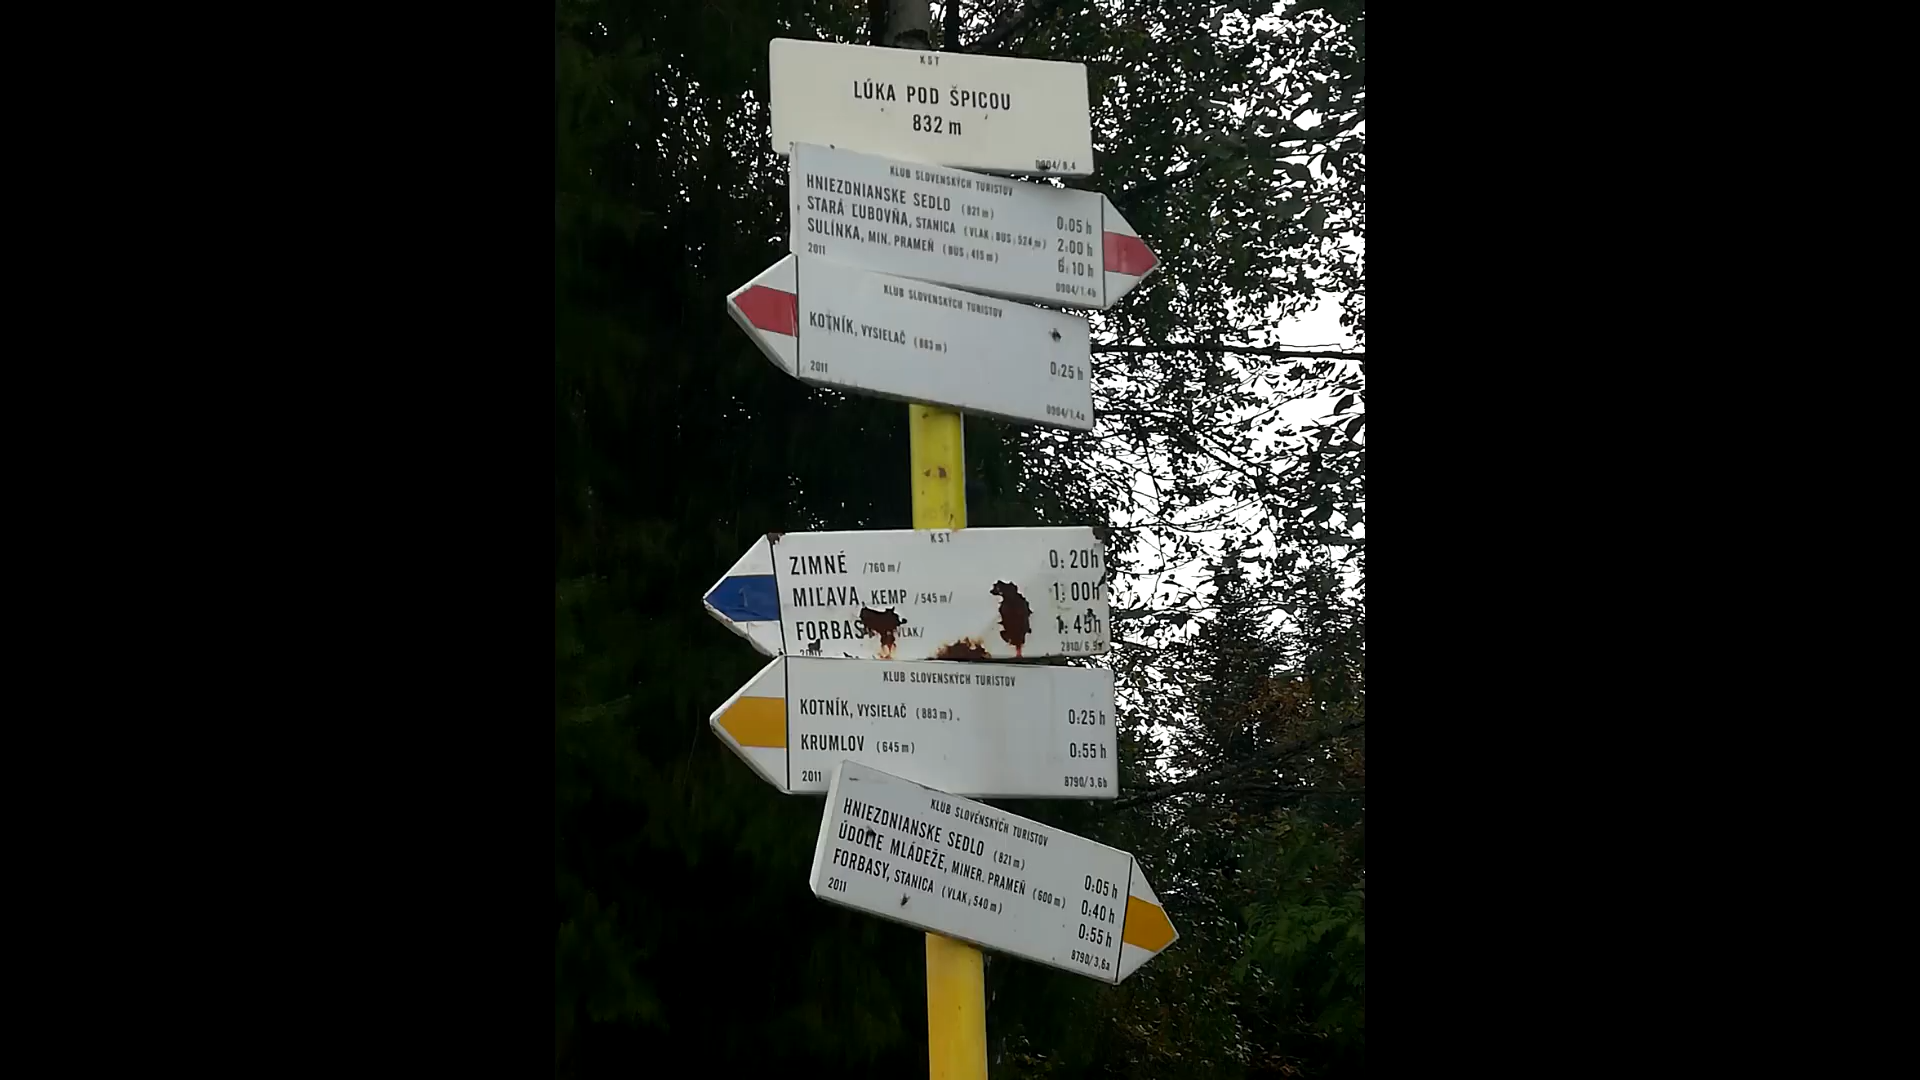 KST
LÚKA POD ŠPICOU
832 m
0904/8.4
KLUB SLOVENSKÝCH TURISTOV
HNIEZDNIANSKE SEDLO (821 m) 0:05 h
STARÁ ĽUBOVŇA, STANICA (VLAK, BUS; 524 m) 2:00 h
SULÍNKA, MIN. PRAMEŇ (BUS; 415 m) 6:10 h
2011 0904/1.4b
KLUB SLOVENSKÝCH TURISTOV
KOTNÍK, VYSIELAČ (883 m)
0:25 h
2011
0904/1.4a
KST
ZIMNÉ /760 m/ 0:20h
MIĽAVA, KEMP /545 m/ 1:00h
FORBAS VLAK/ 1:45h
KLUB SLOVENSKÝCH TURISTOV
KOTNÍK, VYSIELAČ (883 m) 0:25 h
KRUMLOV (645 m) 0:55 h
2011 8790/3.6b
KLUB SLOVENSKÝCH TURISTOV
HNIEZDNIANSKE SEDLO (821 m) 0:05 h
ÚDOLIE MLÁDEŽE, MINER. PRAMEŇ (600 m) 0:40 h
FORBASY, STANICA (VLAK; 540 m) 0:55 h
2011 8790/3.6a